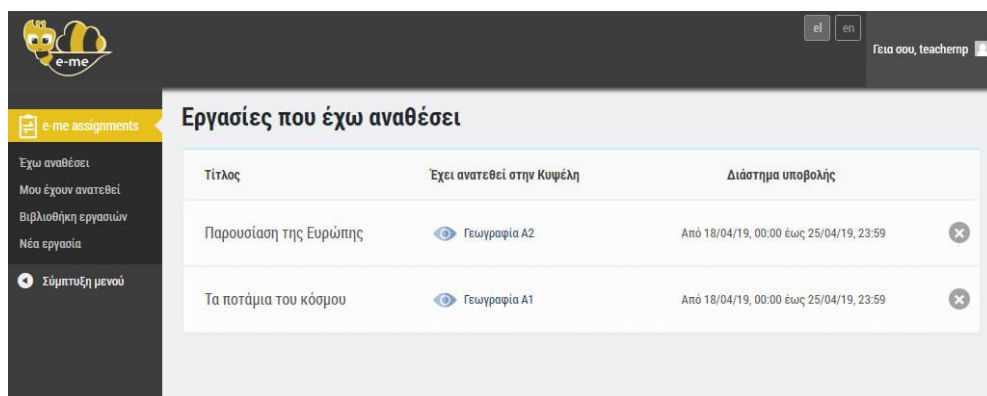 e-me
el en
Γεια σου, teachernp
e-me assignments
Έχω αναθέσει
Μου έχουν ανατεθεί
Βιβλιοθήκη εργασιών
Νέα εργασία
Σύμπτυξη μενού
Εργασίες που έχω αναθέσει
Τίτλος Έχει ανατεθεί στην Κυψέλη Διάστημα υποβολής
Παρουσίαση της Ευρώπης Γεωγραφία Α2 Από 18/04/19, 00:00 έως 25/04/19, 23:59
Τα ποτάμια του κόσμου Γεωγραφία Α1 Από 18/04/19, 00:00 έως 25/04/19, 23:59